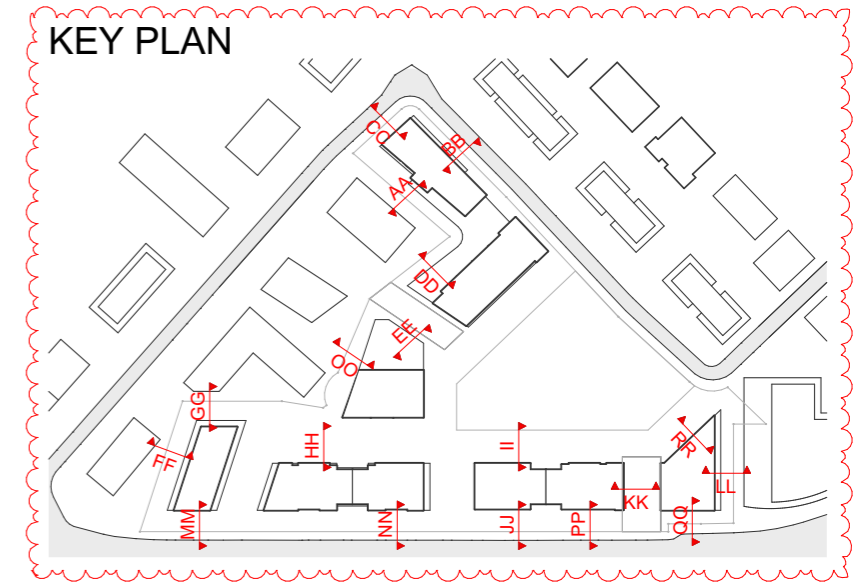 KEY PLAN
CC
BB
AA
DD
EE
OO
GG
FF
HH
II
RR
LL
KK
MM
NN
JJ
PP
QQ